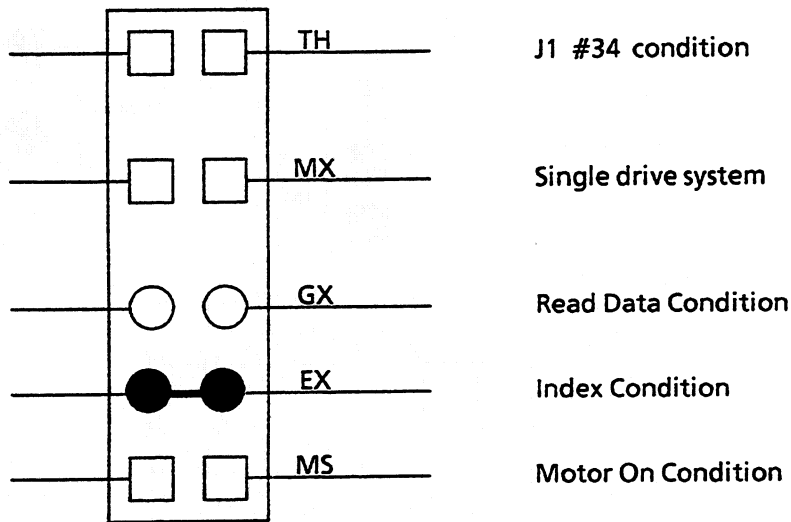 TH J1 #34 condition
MX Single drive system
GX Read Data Condition
EX Index Condition
MS Motor On Condition